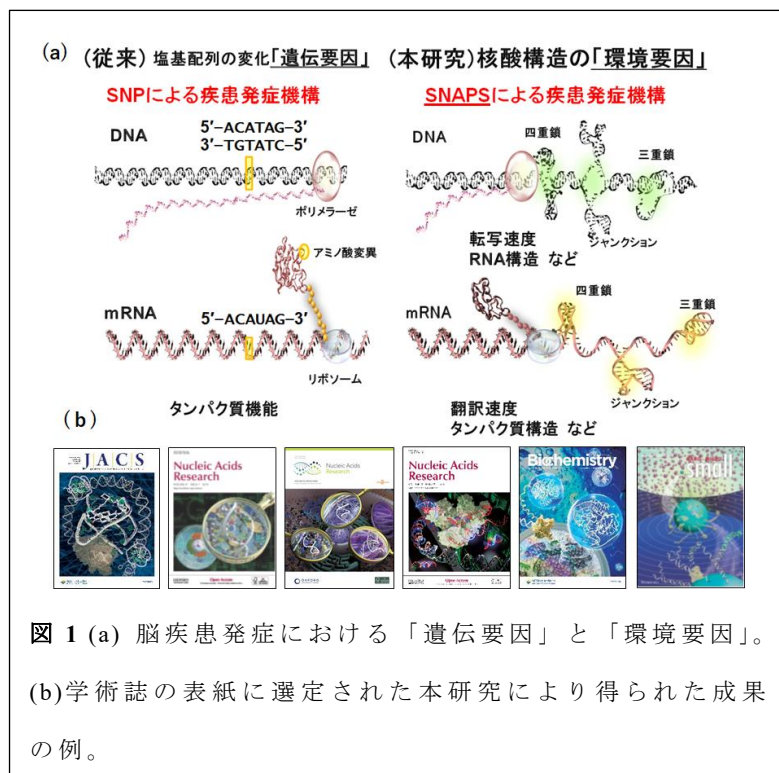 (a) (従来) 塩基配列の変化「遺伝要因」 (本研究) 核酸構造の「環境要因」
SNPによる疾患発症機構 SNAPSによる疾患発症機構
DNA
5′-ACATAG-3′
3′-TGTATC-5′
ポリメラーゼ
DNA
四重鎖
三重鎖
ジャンクション
アミノ酸変異
mRNA
5′-ACAUAG-3′
リボソーム
転写速度
RNA構造 など
mRNA
四重鎖
三重鎖
ジャンクション
タンパク質機能
翻訳速度
タンパク質構造 など
(b)
JACS
Nucleic Acids
Research
Nucleic Acids
Research
Nucleic Acids
Research
Biochemistry
small
図 1 (a) 脳疾患発症における「遺伝要因」と「環境要因」。
(b)学術誌の表紙に選定された本研究により得られた成果
の例。